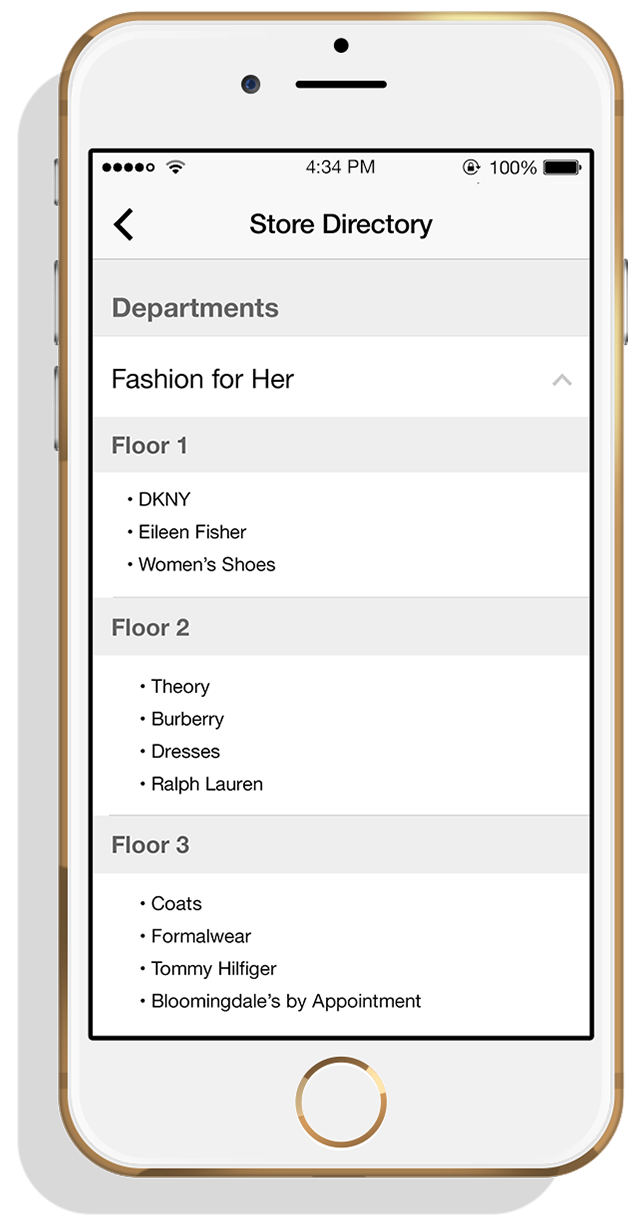 4:34 PM 100%
Store Directory
Departments
Fashion for Her
Floor 1
• DKNY
• Eileen Fisher
• Women’s Shoes
Floor 2
• Theory
• Burberry
• Dresses
• Ralph Lauren
Floor 3
• Coats
• Formalwear
• Tommy Hilfiger
• Bloomingdale’s by Appointment